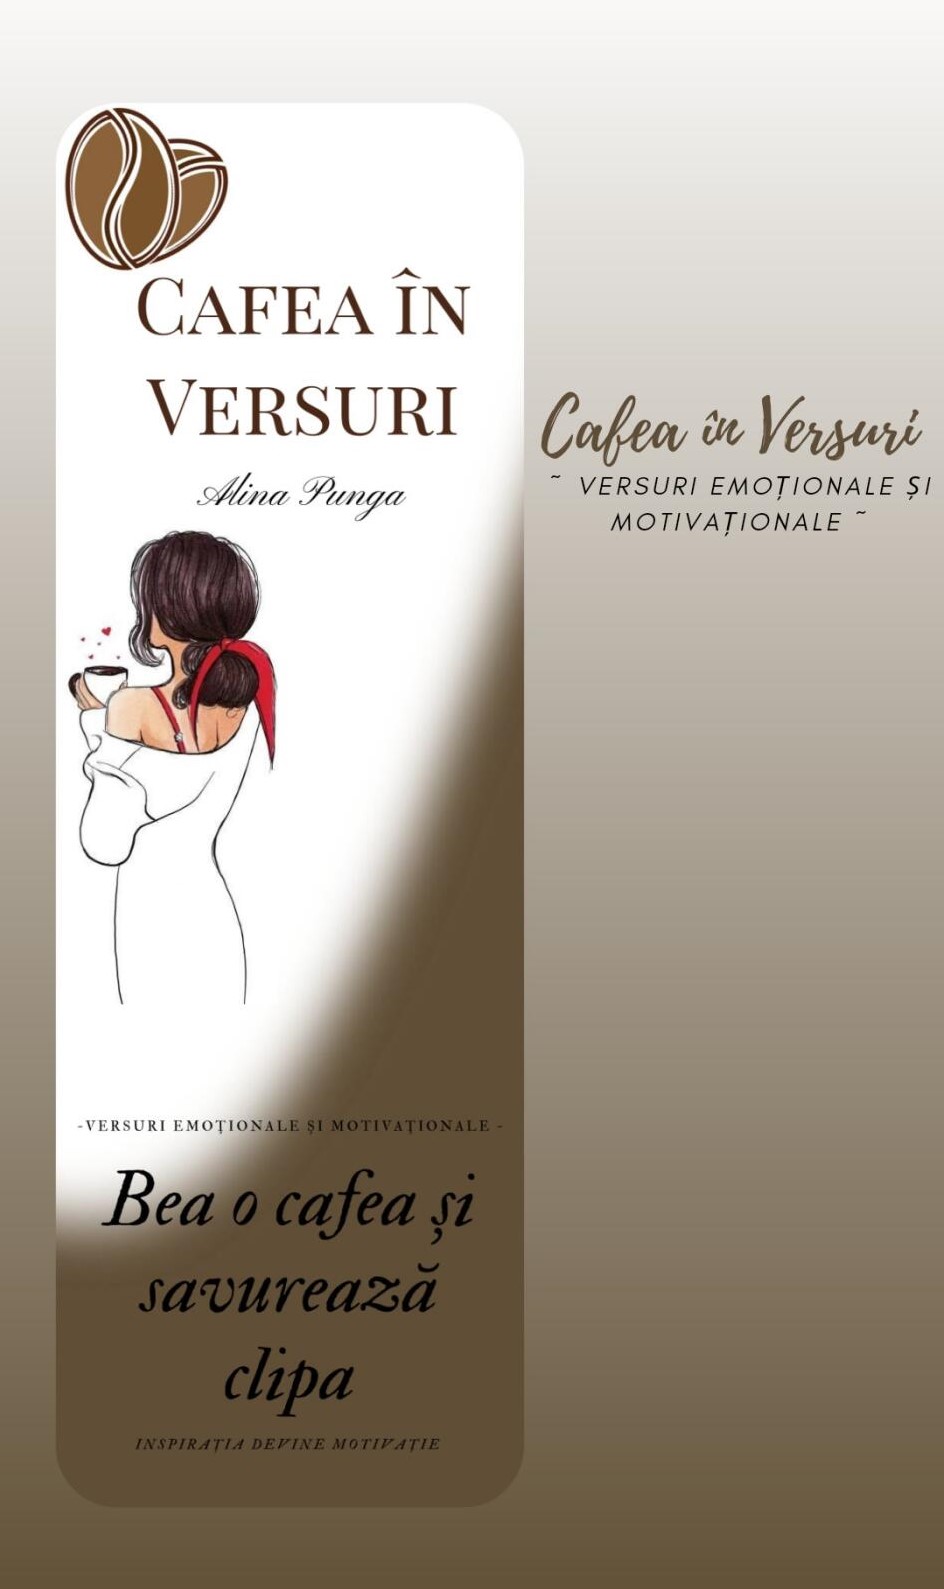 CAFEA ÎN
VERSURI
Alina Punga
-VERSURI EMOȚIONALE ȘI MOTIVAȚIONALE -
Bea o cafea și
savurează
clipa
INSPIRAȚIA DEVINE MOTIVAȚIE
Cafea în Versuri
~ VERSURI EMOȚIONALE ȘI
MOTIVAȚIONALE ~